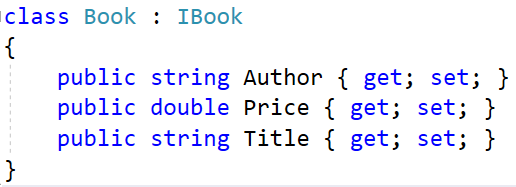 class Book : IBook
{
    public string Author { get; set; }
    public double Price { get; set; }
    public string Title { get; set; }
}